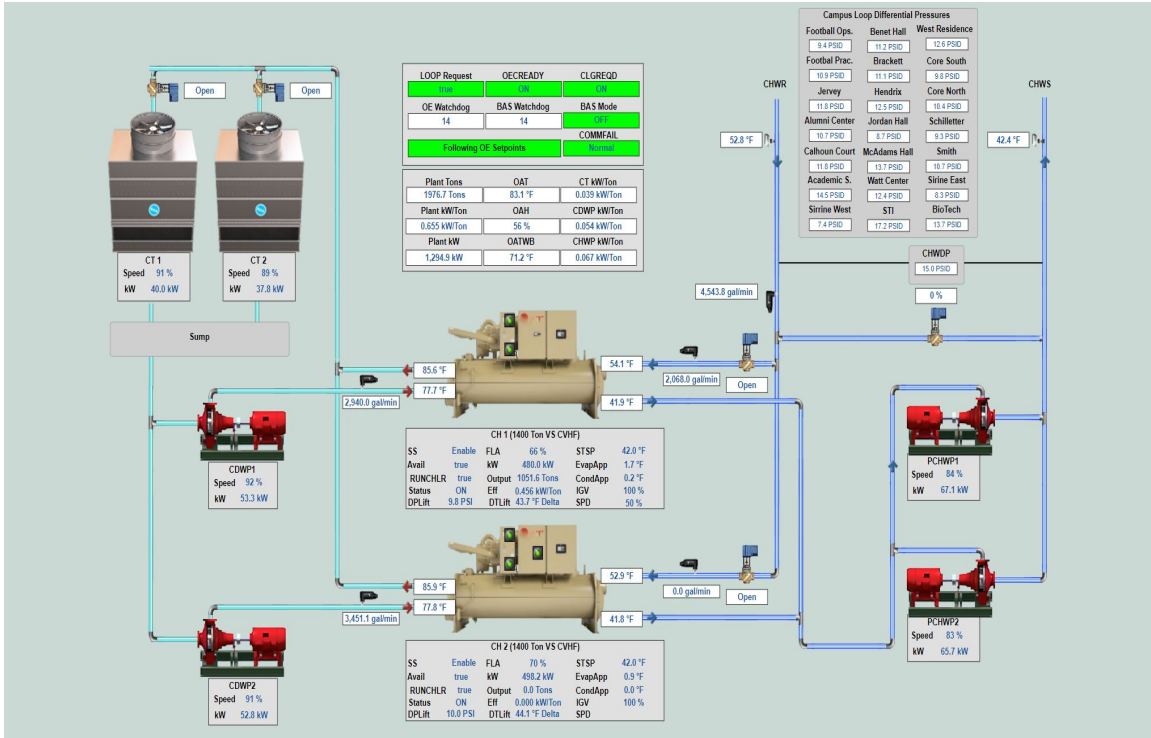 Campus Loop Differential Pressures
Football Ops. Benet Hall West Residence
9.4 PSID 11.2 PSID 12.6 PSID
Footbal Prac. Brackett Core South
10.9 PSID 11.1 PSID 9.8 PSID
Jervey Hendrix Core North
11.8 PSID 12.5 PSID 10.4 PSID
Alumni Center Jordan Hall Schilletter
10.7 PSID 8.7 PSID 9.3 PSID
Calhoun Court McAdams Hall Smith
11.8 PSID 13.7 PSID 10.7 PSID
Academic S. Watt Center Sirine East
14.5 PSID 12.4 PSID 8.3 PSID
Sirrine West STI BioTech
7.4 PSID 17.2 PSID 13.7 PSID
Open Open
LOOP Request OECREADY CLGREQD
true ON ON
OE Watchdog BAS Watchdog BAS Mode
14 14 OFF
COMMFAIL
Following OE Setpoints Normal
CHWR CHWS
52.8 °F 42.4 °F
Plant Tons OAT CT kW/Ton
1976.7 Tons 83.1 °F 0.039 kW/Ton
Plant kW/Ton OAH CDWP kW/Ton
0.655 kW/Ton 56 % 0.054 kW/Ton
Plant kW OATWB CHWP kW/Ton
1,294.9 kW 71.2 °F 0.067 kW/Ton
CT 1
Speed 91 %
kW 40.0 kW
CT 2
Speed 89 %
kW 37.8 kW
CHWDP
15.0 PSID
0 %
4,543.8 gal/min
Sump
85.6 °F 54.1 °F
77.7 °F 2,068.0 gal/min Open
2,940.0 gal/min 41.9 °F
CDWP1
Speed 92 %
kW 53.3 kW
CH 1 (1400 Ton VS CVHF)
SS Enable FLA 66 % STSP 42.0 °F
Avail true kW 480.0 kW EvapApp 1.7 °F
RUNCHLR true Output 1051.6 Tons CondApp 0.2 °F
Status ON Eff 0.456 kW/Ton IGV 100 %
DPLift 9.8 PSI DTLift 43.7 °F Delta SPD 50 %
PCHWP1
Speed 84 %
kW 67.1 kW
85.9 °F 52.9 °F
77.8 °F 0.0 gal/min Open
3,451.1 gal/min 41.8 °F
CDWP2
Speed 91 %
kW 52.8 kW
CH 2 (1400 Ton VS CVHF)
SS Enable FLA 70 % STSP 42.0 °F
Avail true kW 498.2 kW EvapApp 0.9 °F
RUNCHLR true Output 0.0 Tons CondApp 0.0 °F
Status ON Eff 0.000 kW/Ton IGV 100 %
DPLift 10.0 PSI DTLift 44.1 °F Delta SPD
PCHWP2
Speed 83 %
kW 65.7 kW